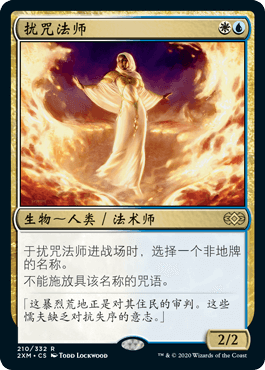 扰咒法师
生物～人类 / 法术师
于扰咒法师进战场时，选择一个非地牌
的名称。
不能施放具该名称的咒语。
「这暴烈荒地正是对其住民的审判。这些
懦夫缺乏对抗失序的意志。」
2/2
210/332 R
2XM • CS Todd Lockwood
™ & © 2020 Wizards of the Coast